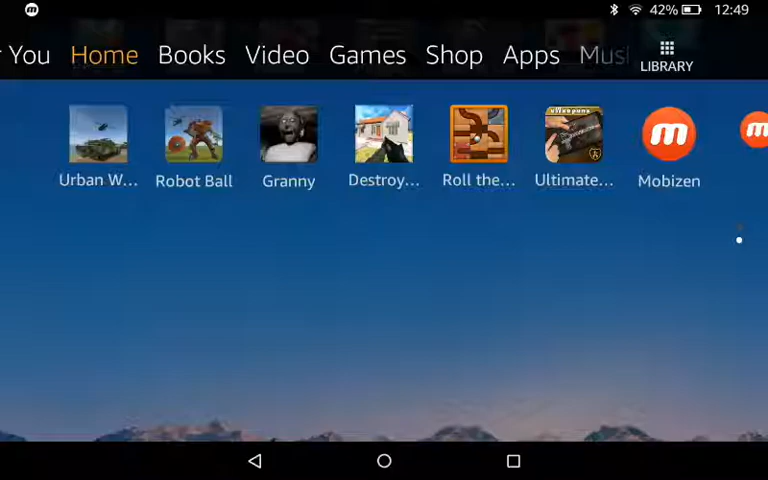 42% 12:49
You Home Books Video Games Shop Apps Musi LIBRARY
Urban W... Robot Ball Granny Destroy... Roll the... Ultimate... Mobizen